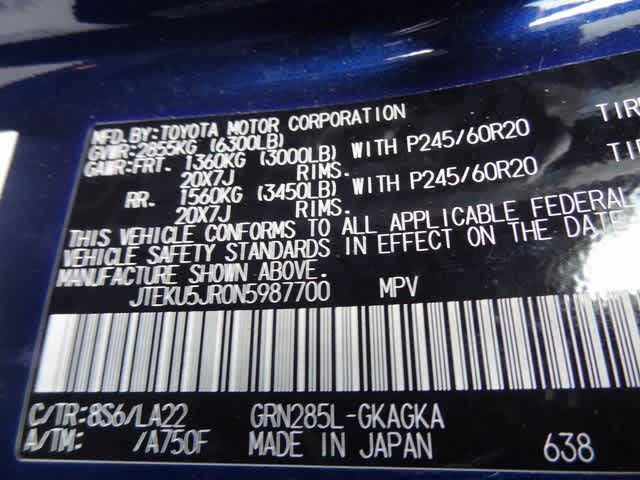 MFD.BY:TOYOTA MOTOR CORPORATION
GVWR:2855KG (6300LB)
GAWR-FRT. 1360KG (3000LB) WITH P245/60R20
20X7J RIMS.
RR. 1560KG (3450LB) WITH P245/60R20
20X7J RIMS.
THIS VEHICLE CONFORMS TO ALL APPLICABLE FEDERAL
VEHICLE SAFETY STANDARDS IN EFFECT ON THE DATE
MANUFACTURE SHOWN ABOVE.
JTEKU5JR0N5987700 MPV
C/TR:8S6/LA22 GRN285L-GKAGKA
A/TM: /A750F MADE IN JAPAN 638